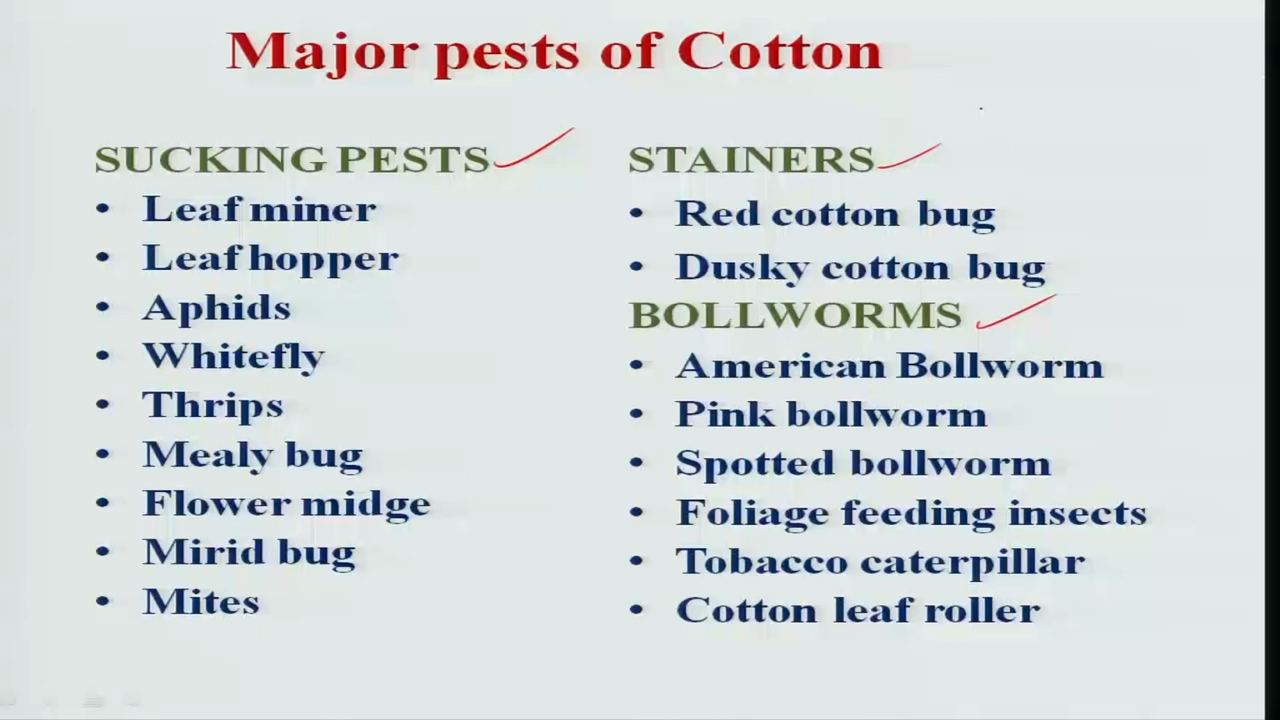 Major pests of Cotton
SUCKING PESTS
• Leaf miner
• Leaf hopper
• Aphids
• Whitefly
• Thrips
• Mealy bug
• Flower midge
• Mirid bug
• Mites
STAINERS
• Red cotton bug
• Dusky cotton bug
BOLLWORMS
• American Bollworm
• Pink bollworm
• Spotted bollworm
• Foliage feeding insects
• Tobacco caterpillar
• Cotton leaf roller